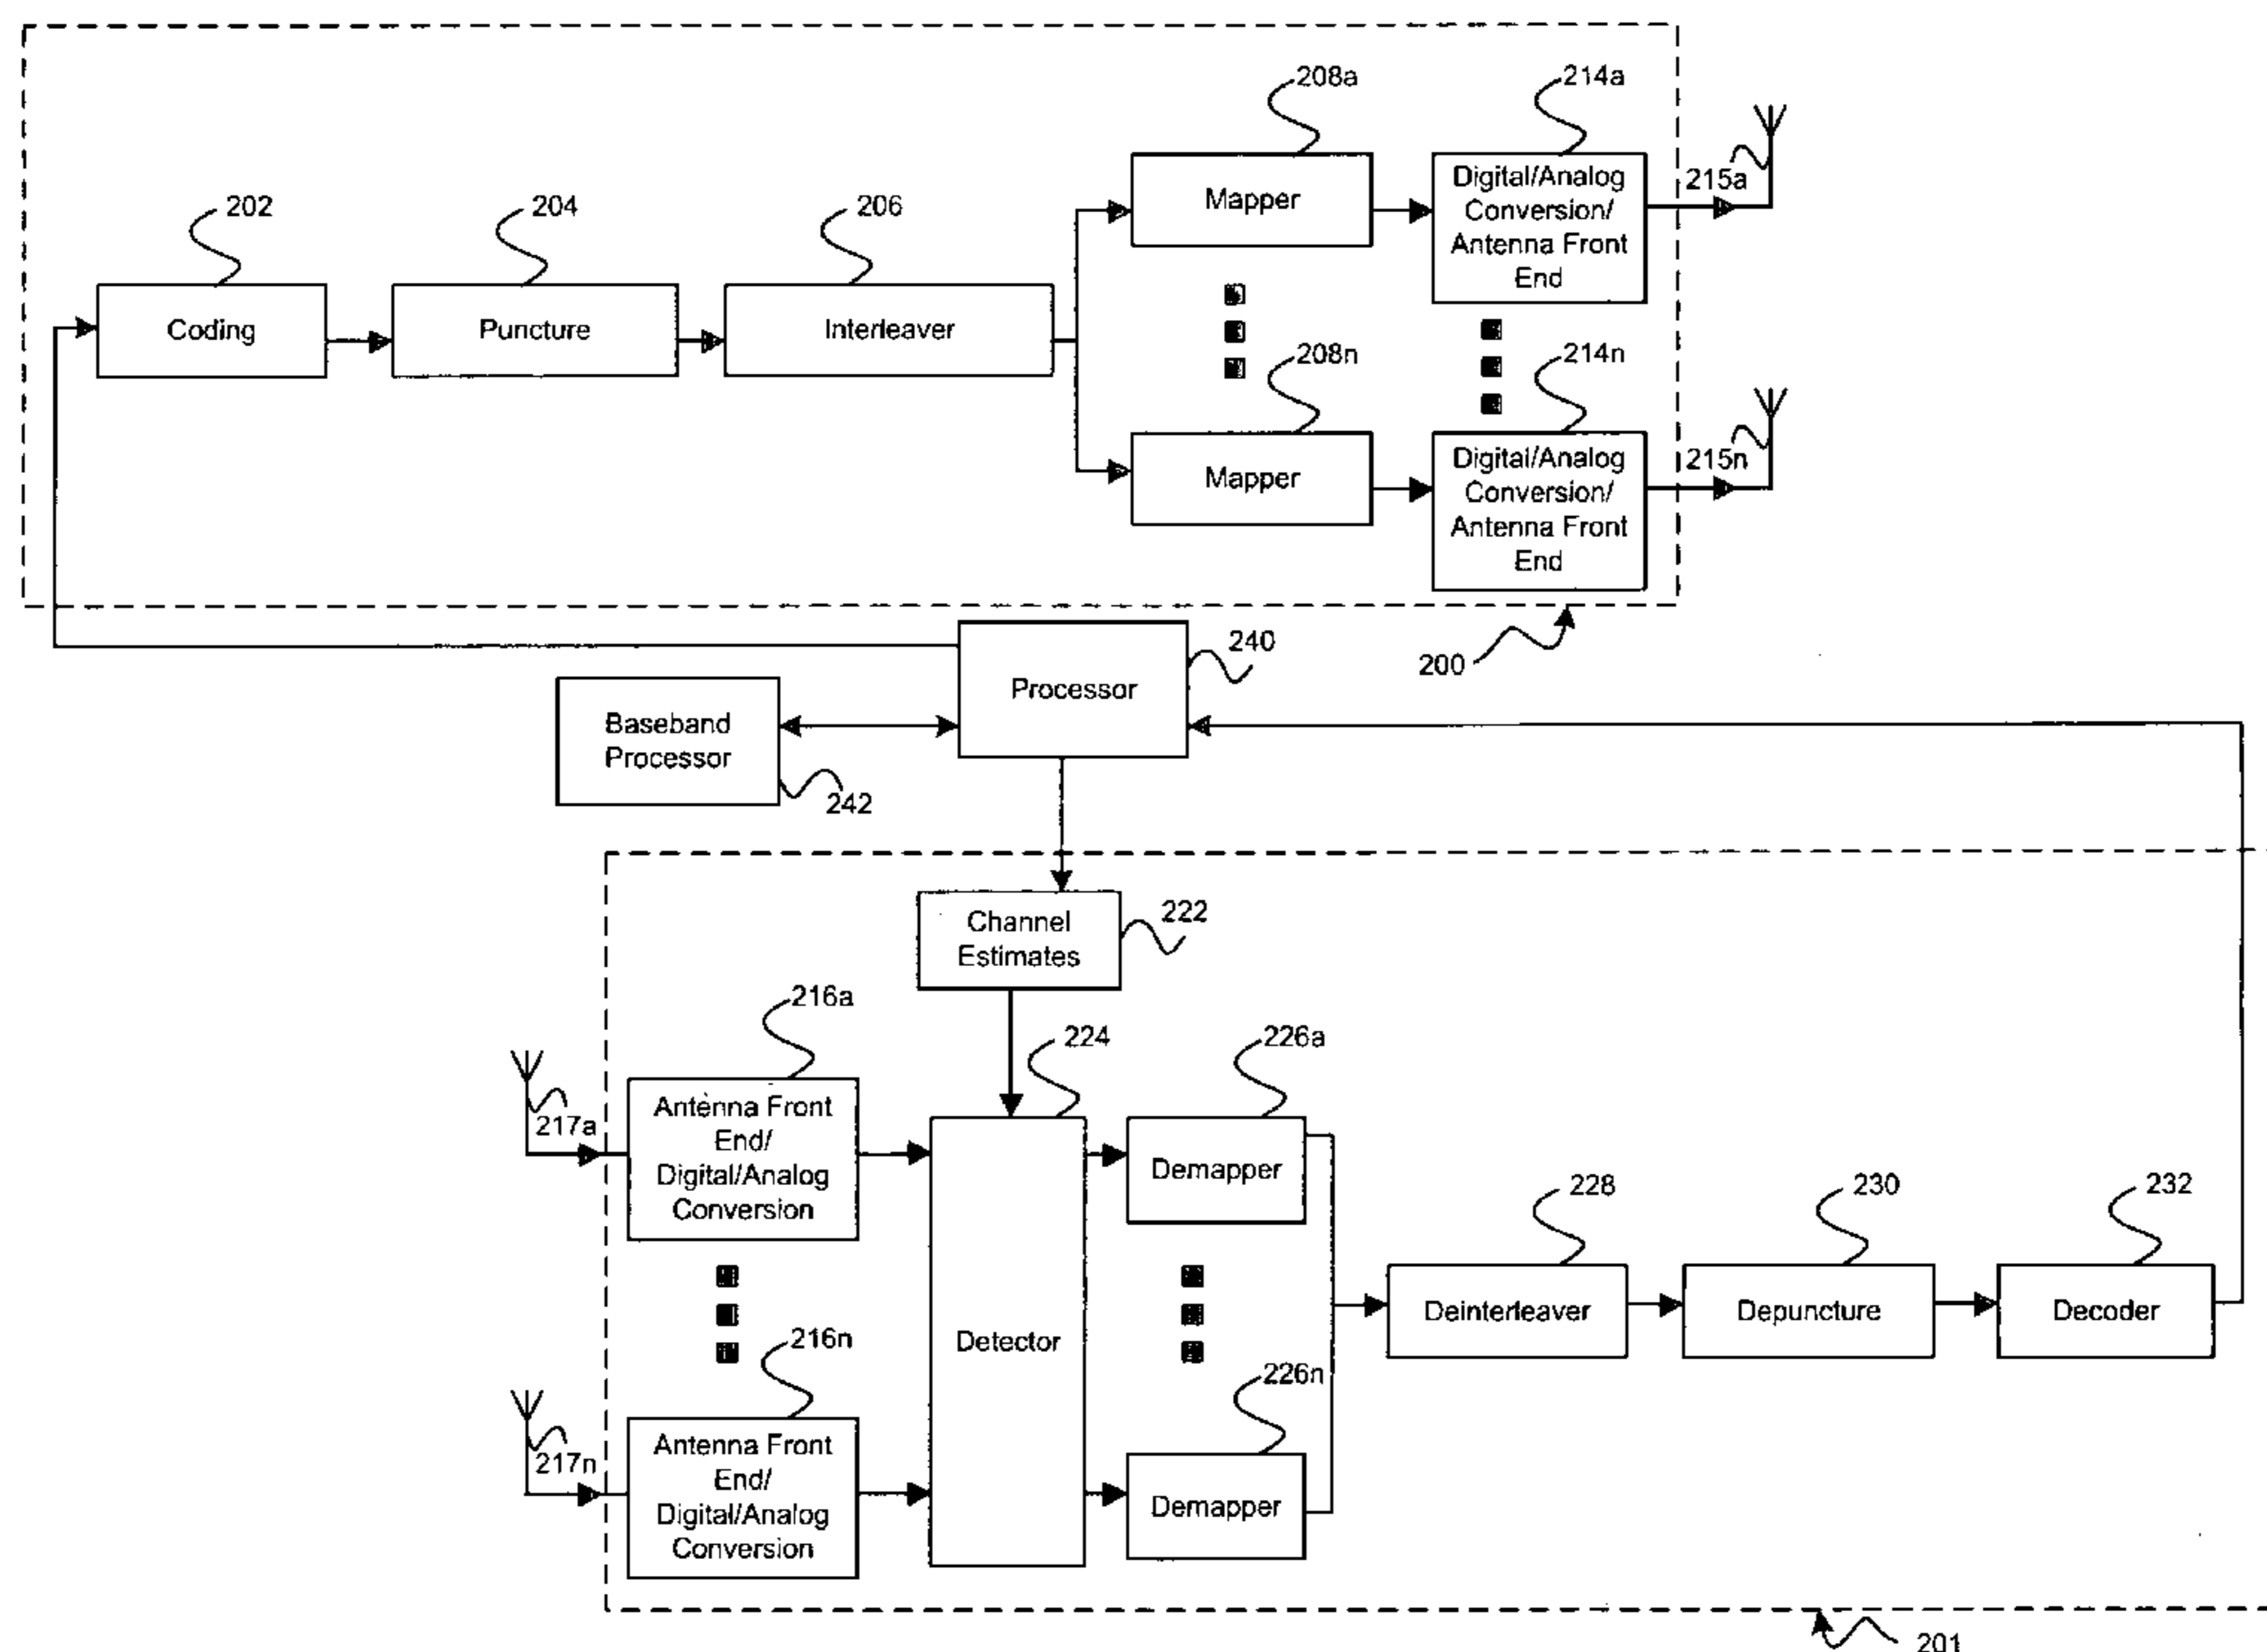 208a
214a
202
204
206
Mapper
Digital/Analog
Conversion/
Antenna Front
End
215a
Coding
Puncture
Interleaver
208n
214n
Mapper
Digital/Analog
Conversion/
Antenna Front
End
215n
240
200
Processor
Baseband
Processor
242
Channel
Estimates
222
216a
224
226a
217a
Antenna Front
End/
Digital/Analog
Conversion
Demapper
228
230
232
Deinterleaver
Depuncture
Decoder
Detector
216n
226n
217n
Antenna Front
End/
Digital/Analog
Conversion
Demapper
201